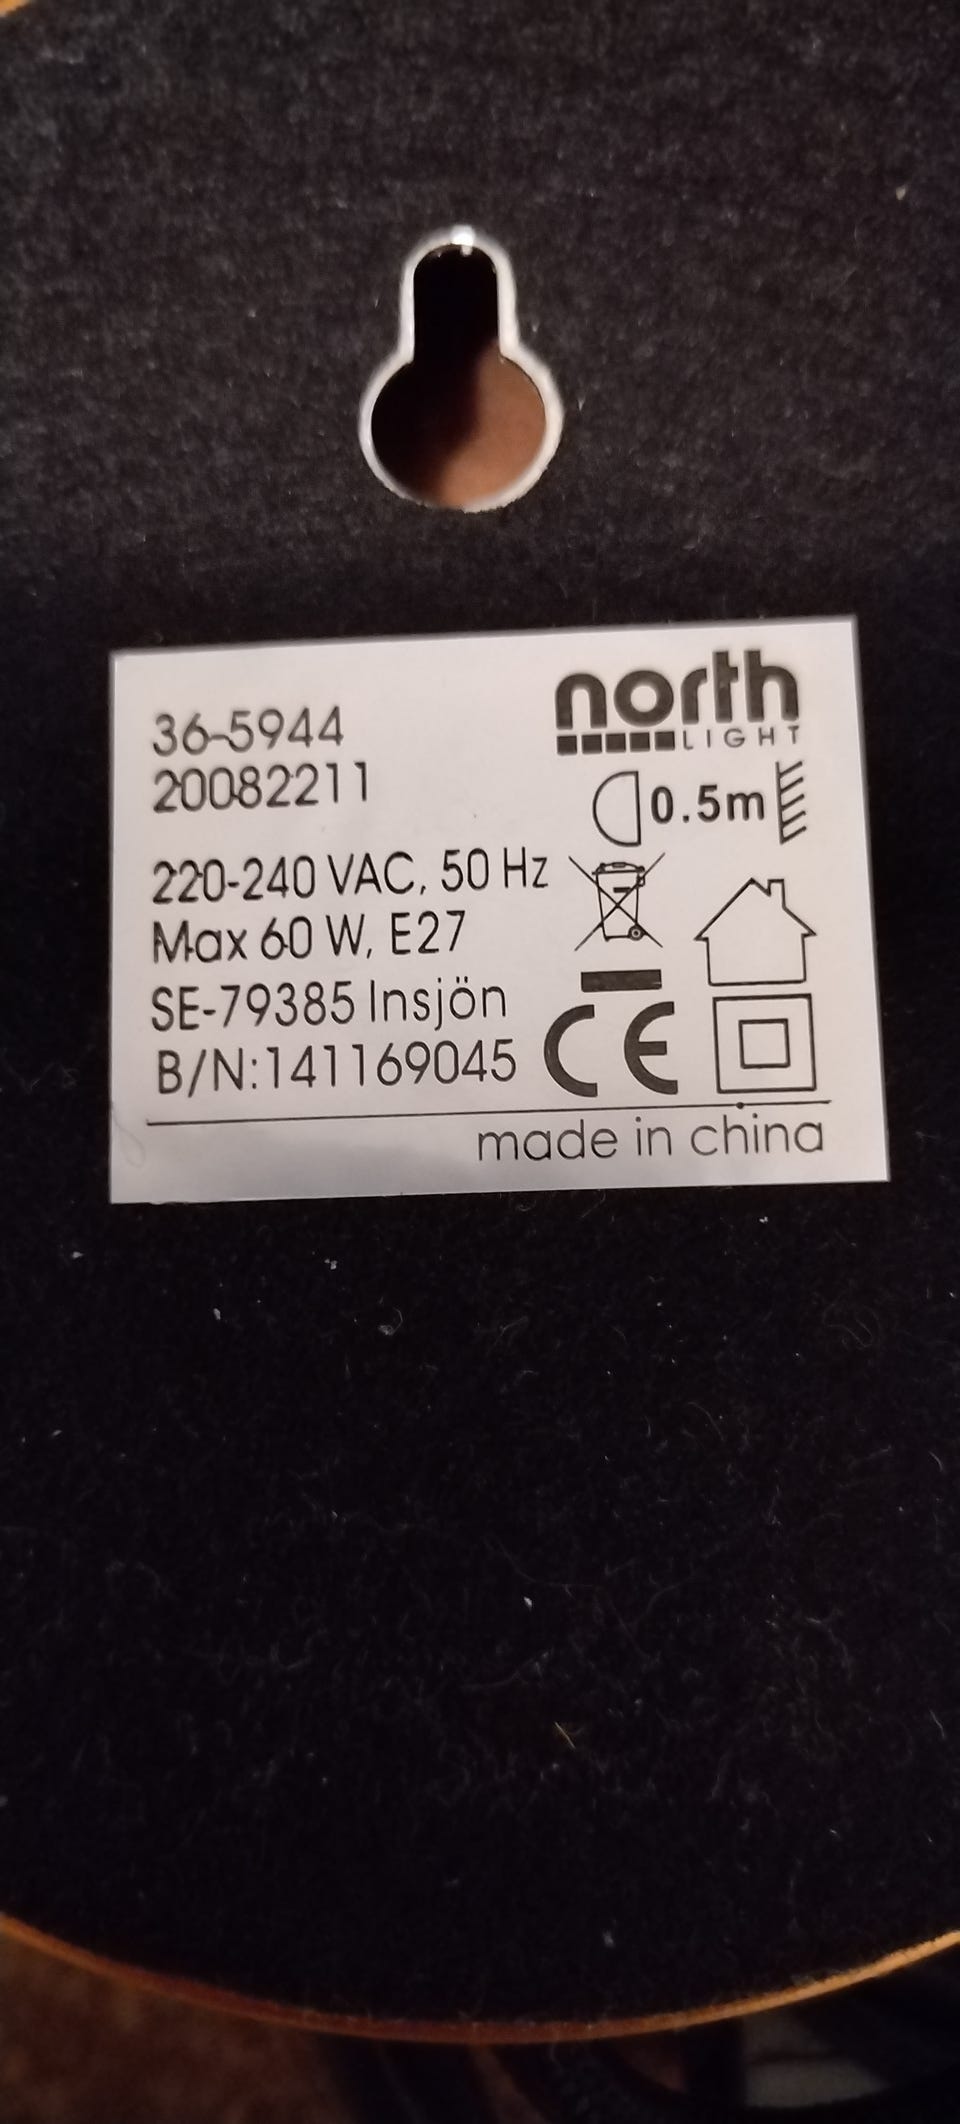 36-5944
20082211
north
LIGHT
0.5m
220-240 VAC, 50 Hz
Max 60 W, E27
SE-79385 Insjön
B/N:141169045
CE
made in china